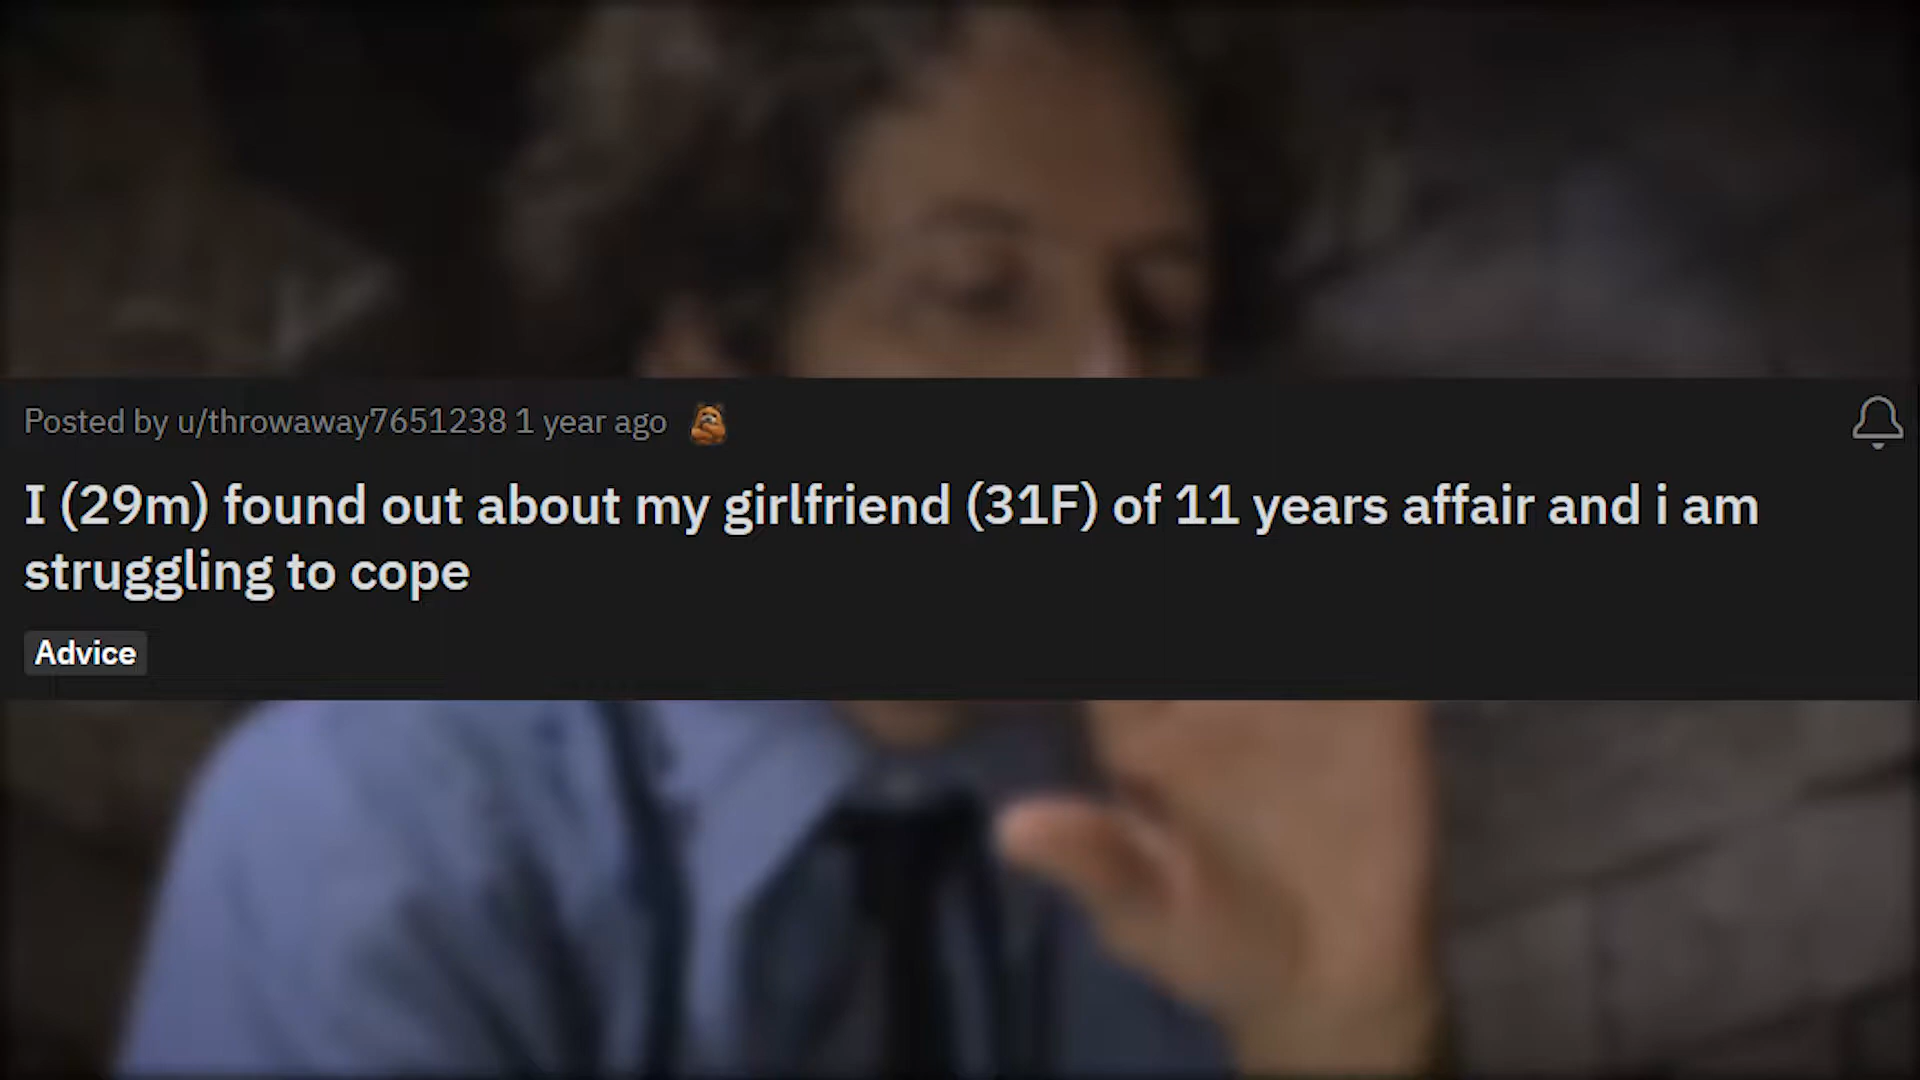 Posted by u/throwaway7651238 1 year ago
I (29m) found out about my girlfriend (31F) of 11 years affair and i am
struggling to cope
Advice